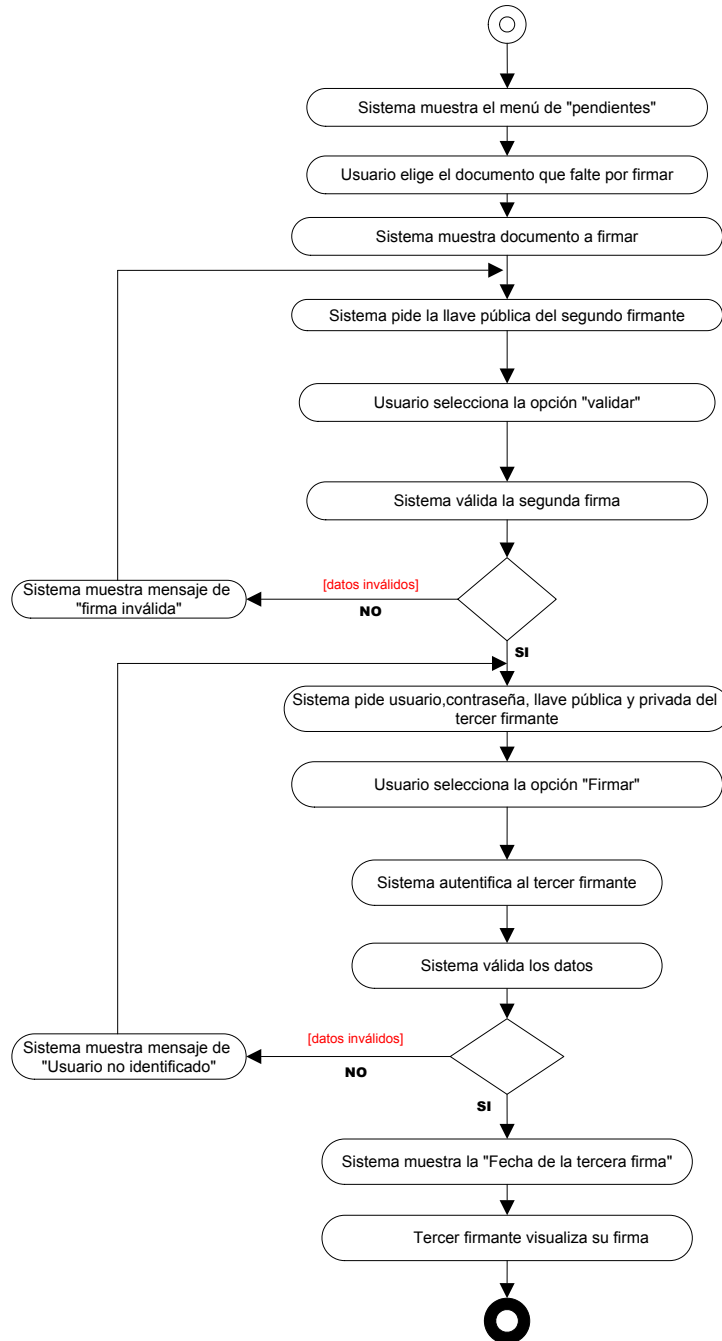 Sistema muestra el menú de "pendientes"
Usuario elige el documento que falte por firmar
Sistema muestra documento a firmar
Sistema pide la llave pública del segundo firmante
Usuario selecciona la opción "validar"
Sistema válida la segunda firma
[datos inválidos]
NO
Sistema muestra mensaje de
"firma inválida"
SI
Sistema pide usuario,contraseña, llave pública y privada del
tercer firmante
Usuario selecciona la opción "Firmar"
Sistema autentifica al tercer firmante
Sistema válida los datos
[datos inválidos]
NO
Sistema muestra mensaje de
"Usuario no identificado"
SI
Sistema muestra la "Fecha de la tercera firma"
Tercer firmante visualiza su firma